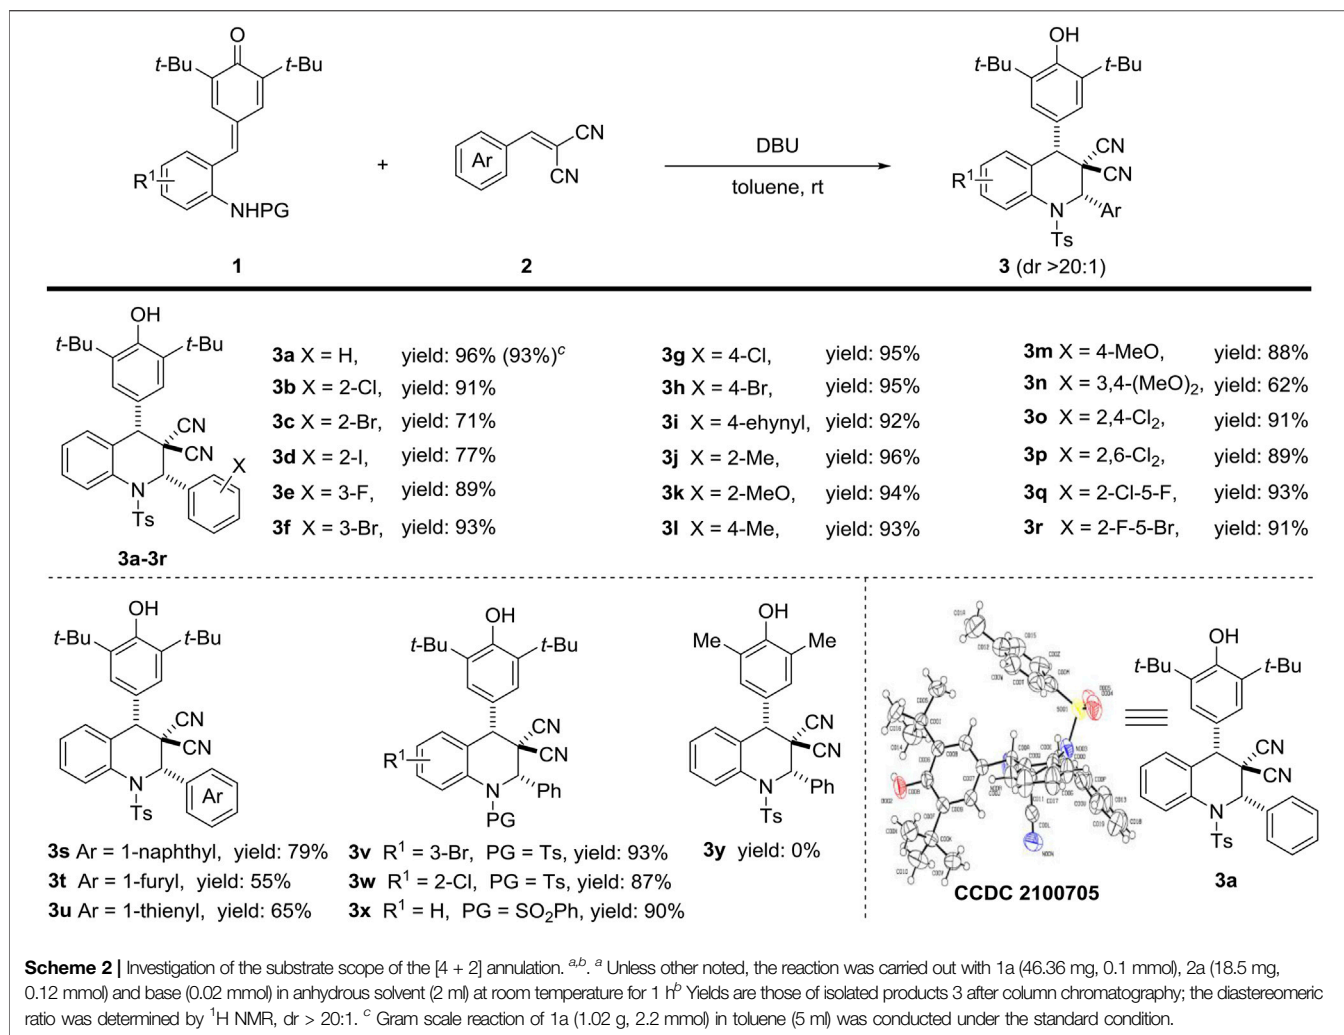 O
t-Bu
t-Bu
R¹
NHPG
1
+
Ar
CN
CN
2
DBU
toluene, rt
OH
t-Bu
t-Bu
CN
CN
R¹
N
Ar
Ts
3 (dr >20:1)
OH
t-Bu
t-Bu
CN
CN
X
N
Ts
3a-3r
3a X = H, yield: 96% (93%)ᶜ
3b X = 2-Cl, yield: 91%
3c X = 2-Br, yield: 71%
3d X = 2-I, yield: 77%
3e X = 3-F, yield: 89%
3f X = 3-Br, yield: 93%
3g X = 4-Cl, yield: 95%
3h X = 4-Br, yield: 95%
3i X = 4-ehynyl, yield: 92%
3j X = 2-Me, yield: 96%
3k X = 2-MeO, yield: 94%
3l X = 4-Me, yield: 93%
3m X = 4-MeO, yield: 88%
3n X = 3,4-(MeO)₂, yield: 62%
3o X = 2,4-Cl₂, yield: 91%
3p X = 2,6-Cl₂, yield: 89%
3q X = 2-Cl-5-F, yield: 93%
3r X = 2-F-5-Br, yield: 91%
OH
t-Bu
t-Bu
CN
CN
N
Ts
Ar
3s Ar = 1-naphthyl, yield: 79%
3t Ar = 1-furyl, yield: 55%
3u Ar = 1-thienyl, yield: 65%
OH
t-Bu
t-Bu
CN
CN
R¹
N
Ph
PG
3v R¹ = 3-Br, PG = Ts, yield: 93%
3w R¹ = 2-Cl, PG = Ts, yield: 87%
3x R¹ = H, PG = SO₂Ph, yield: 90%
OH
Me
Me
CN
CN
N
Ph
Ts
3y yield: 0%
CCDC 2100705
OH
t-Bu
t-Bu
CN
CN
N
Ts
3a
Scheme 2 | Investigation of the substrate scope of the [4 + 2] annulation. ᵃ,ᵇ. ᵃ Unless other noted, the reaction was carried out with 1a (46.36 mg, 0.1 mmol), 2a (18.5 mg,
0.12 mmol) and base (0.02 mmol) in anhydrous solvent (2 ml) at room temperature for 1 hᵇ Yields are those of isolated products 3 after column chromatography; the diastereomeric
ratio was determined by ¹H NMR, dr > 20:1. ᶜ Gram scale reaction of 1a (1.02 g, 2.2 mmol) in toluene (5 ml) was conducted under the standard condition.